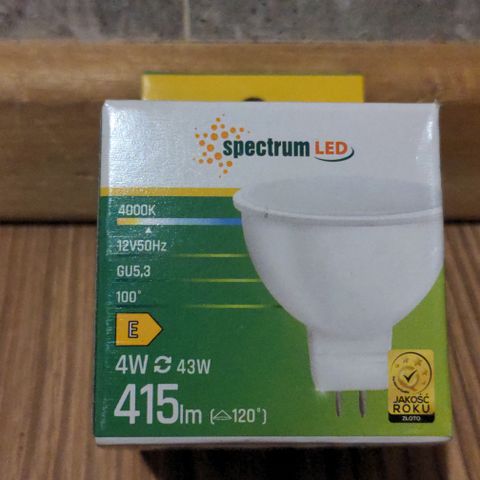 spectrum LED
4000K
12V50Hz
GU5,3
100°
E
4W 43W
415lm (120°)
JAKOŚĆ
ROKU
ZŁOTO